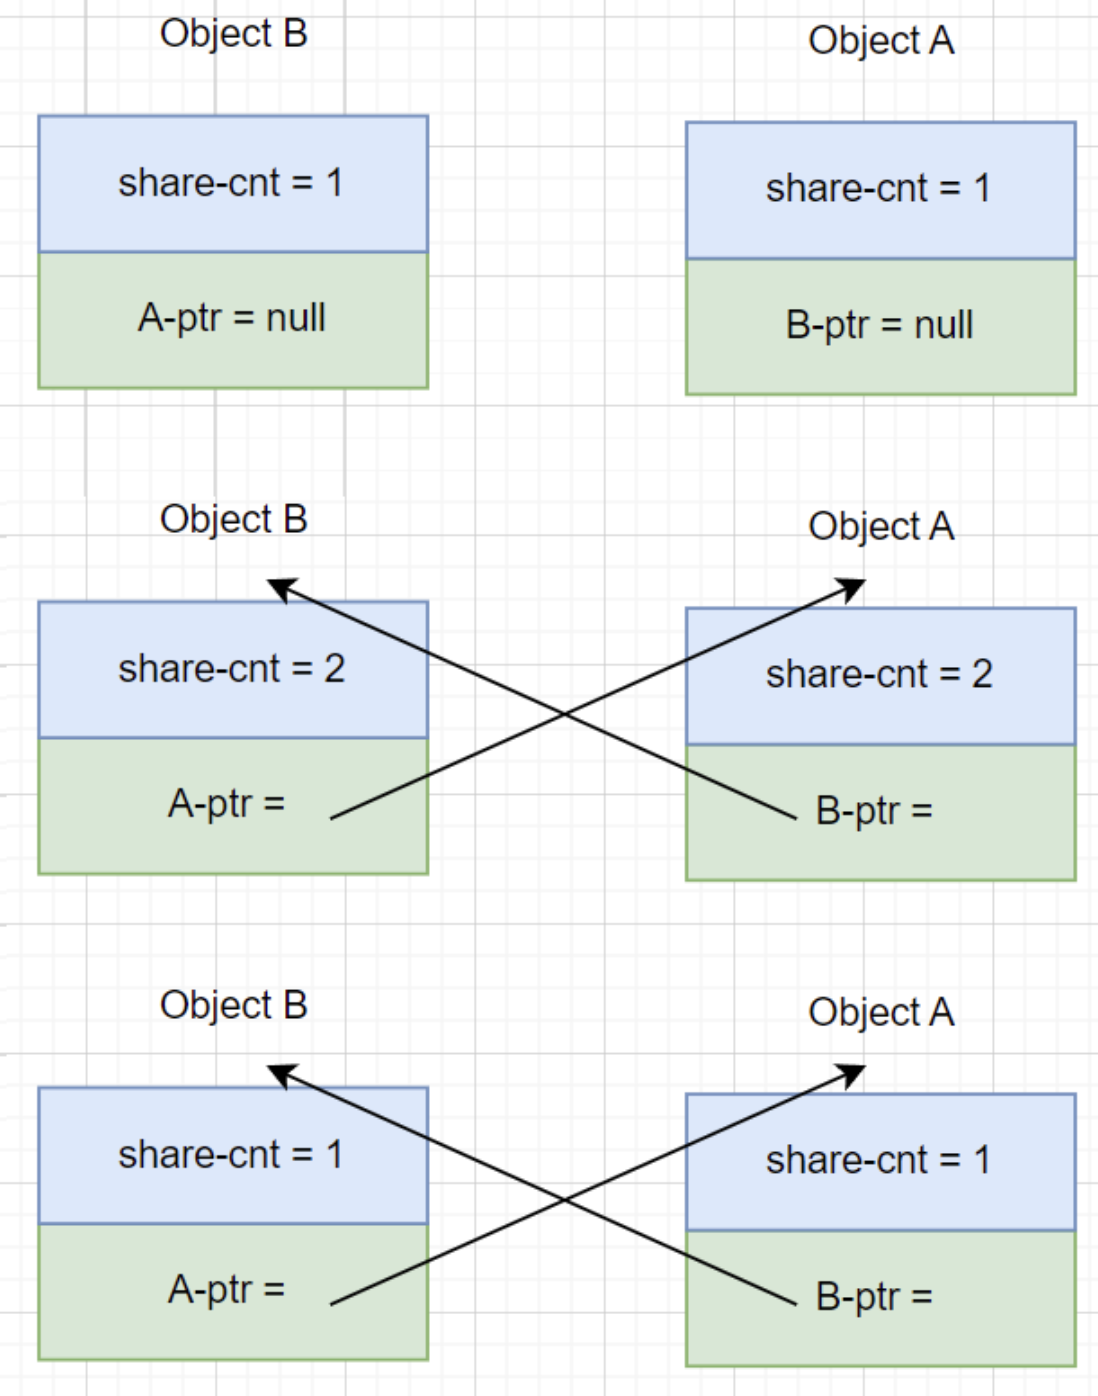 Object B
Object A
share-cnt = 1
share-cnt = 1
A-ptr = null
B-ptr = null
Object B
Object A
share-cnt = 2
share-cnt = 2
A-ptr =
B-ptr =
Object B
Object A
share-cnt = 1
share-cnt = 1
A-ptr =
B-ptr =